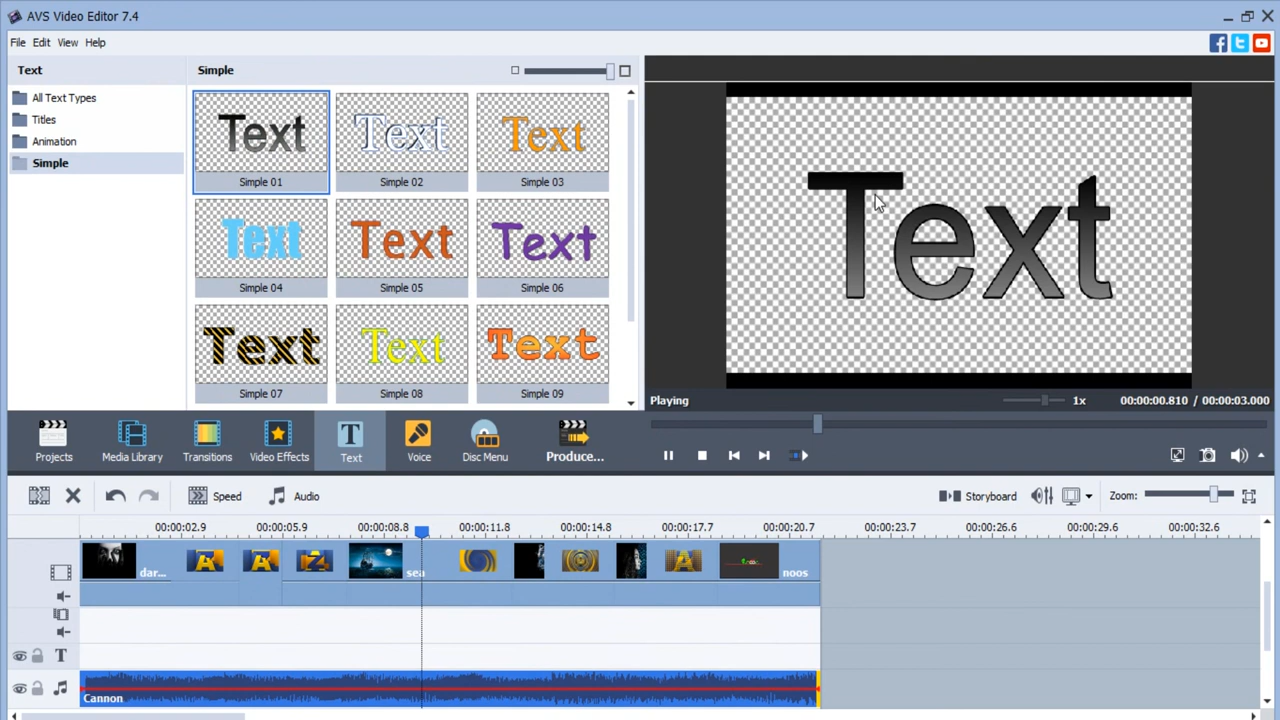 AVS Video Editor 7.4
File Edit View Help
Text
All Text Types
Titles
Animation
Simple
Simple
Text Text Text
Simple 01 Simple 02 Simple 03
Text Text Text
Simple 04 Simple 05 Simple 06
Text Text Text
Simple 07 Simple 08 Simple 09
Text
Playing 1x 00:00:00.810 / 00:00:03.000
Projects Media Library Transitions Video Effects Text Voice Disc Menu Produce...
Speed Audio Storyboard Zoom:
00:00:02.9 00:00:05.9 00:00:08.8 00:00:11.8 00:00:14.8 00:00:17.7 00:00:20.7 00:00:23.7 00:00:26.6 00:00:29.6 00:00:32.6
dar... sea noos
T
Cannon